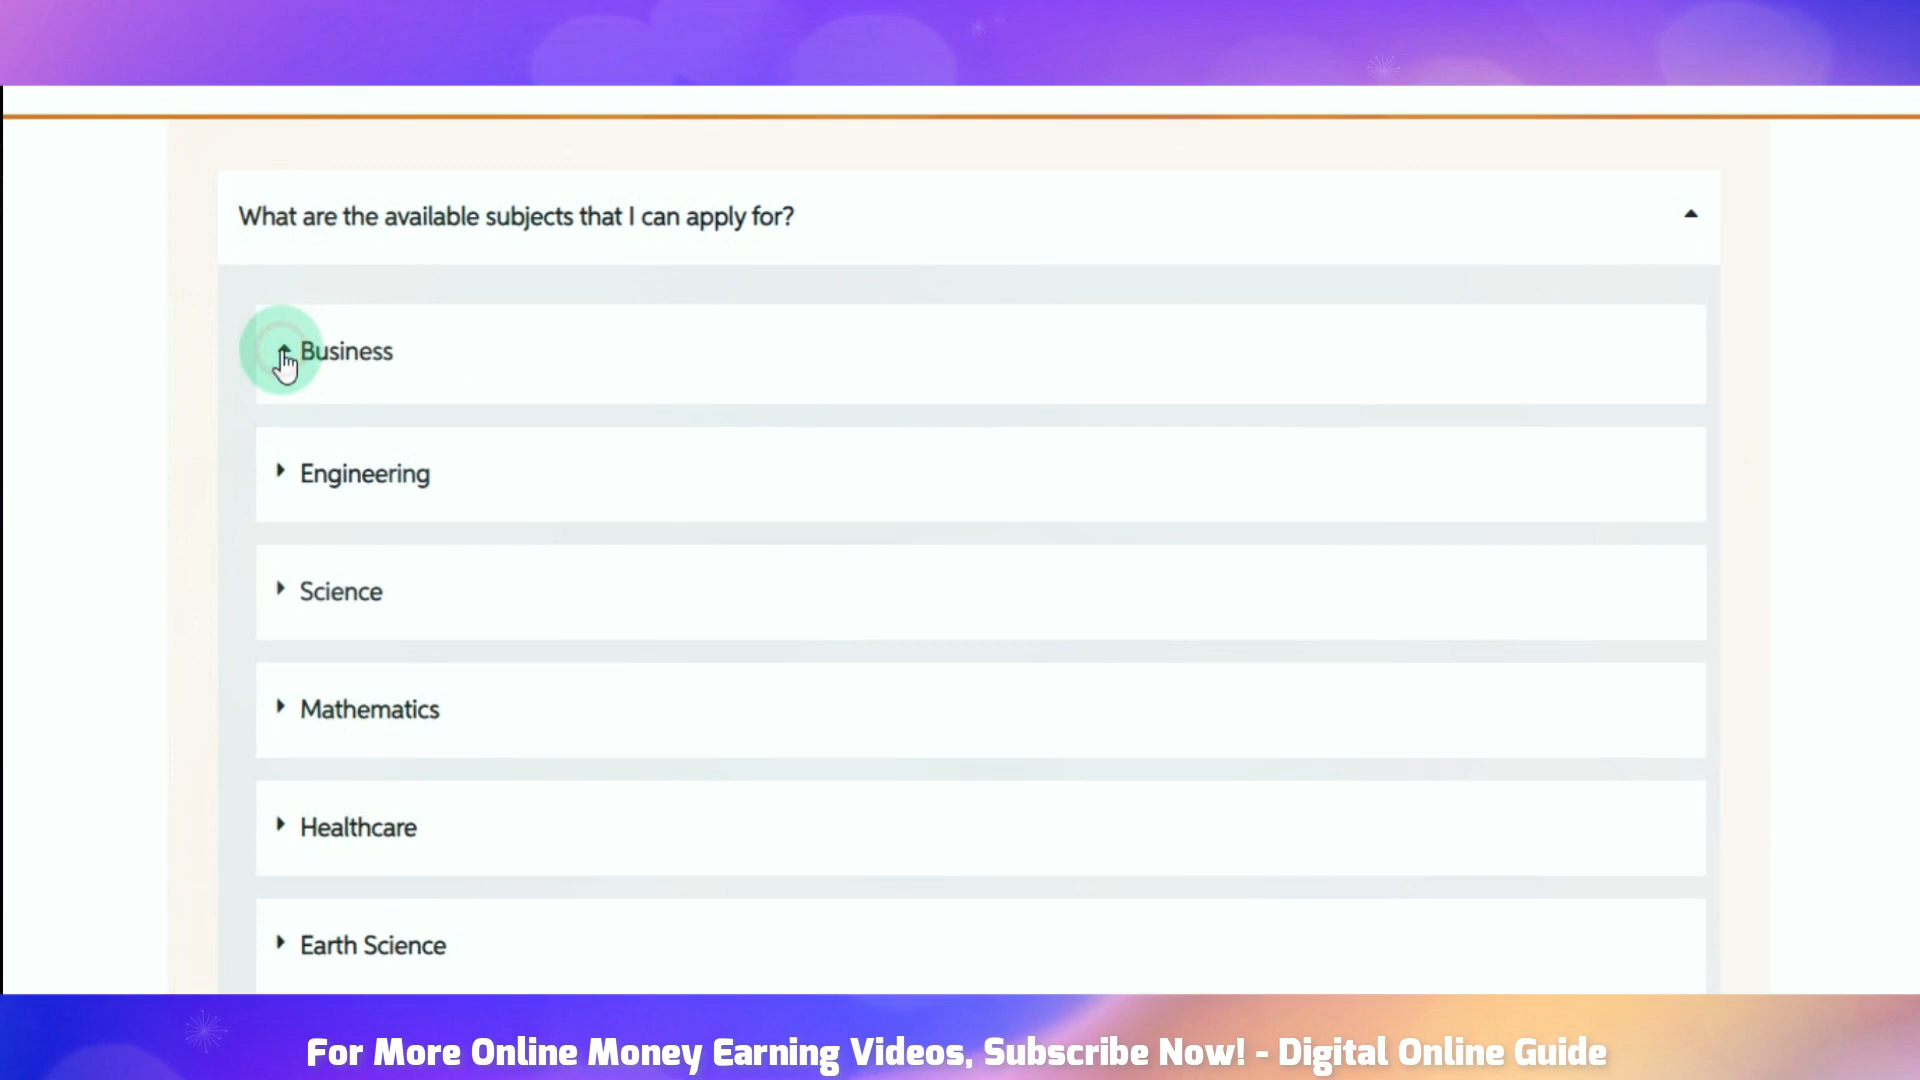 What are the available subjects that I can apply for?
Business
Engineering
Science
Mathematics
Healthcare
Earth Science
For More Online Money Earning Videos, Subscribe Now! - Digital Online Guide